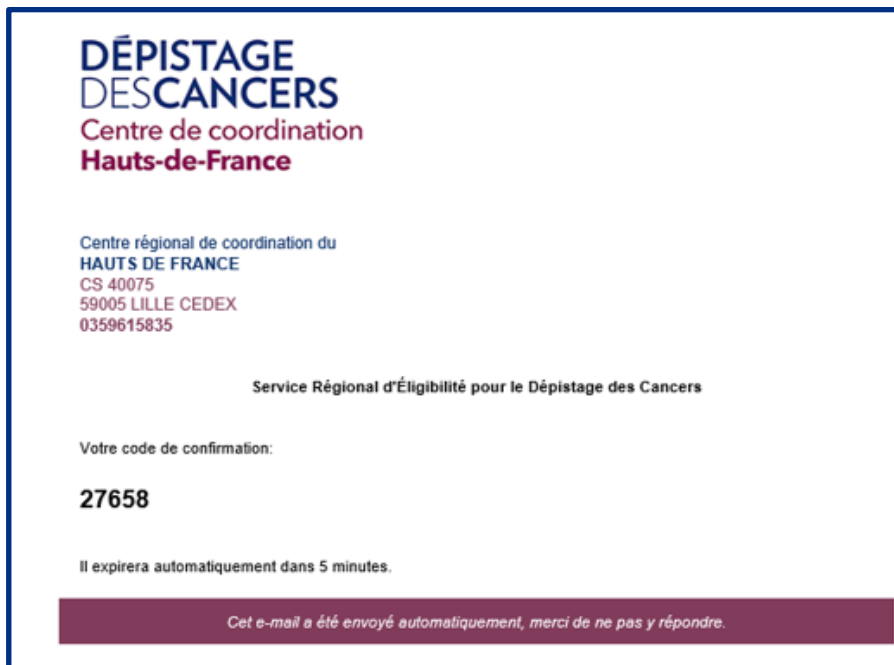 DÉPISTAGE
DESCANCERS
Centre de coordination
Hauts-de-France
Centre régional de coordination du
HAUTS DE FRANCE
CS 40075
59005 LILLE CEDEX
0359615835
Service Régional d'Éligibilité pour le Dépistage des Cancers
Votre code de confirmation:
27658
Il expirera automatiquement dans 5 minutes.
Cet e-mail a été envoyé automatiquement, merci de ne pas y répondre.